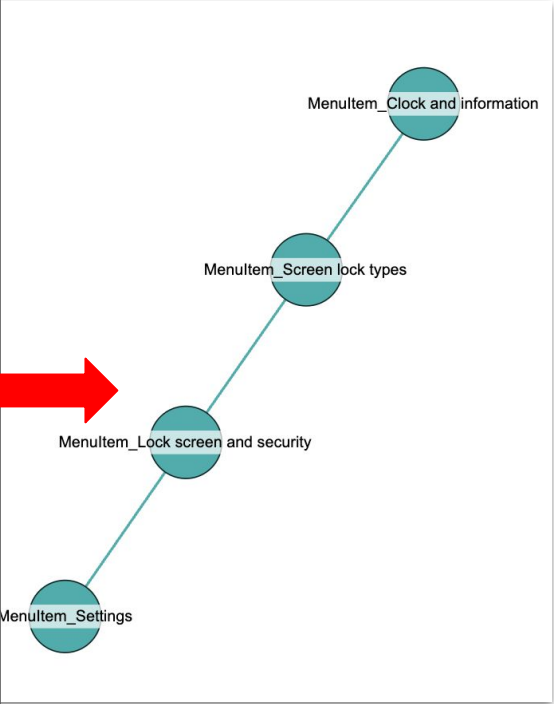 MenuItem_Clock and information
MenuItem_Screen lock types
MenuItem_Lock screen and security
MenuItem_Settings